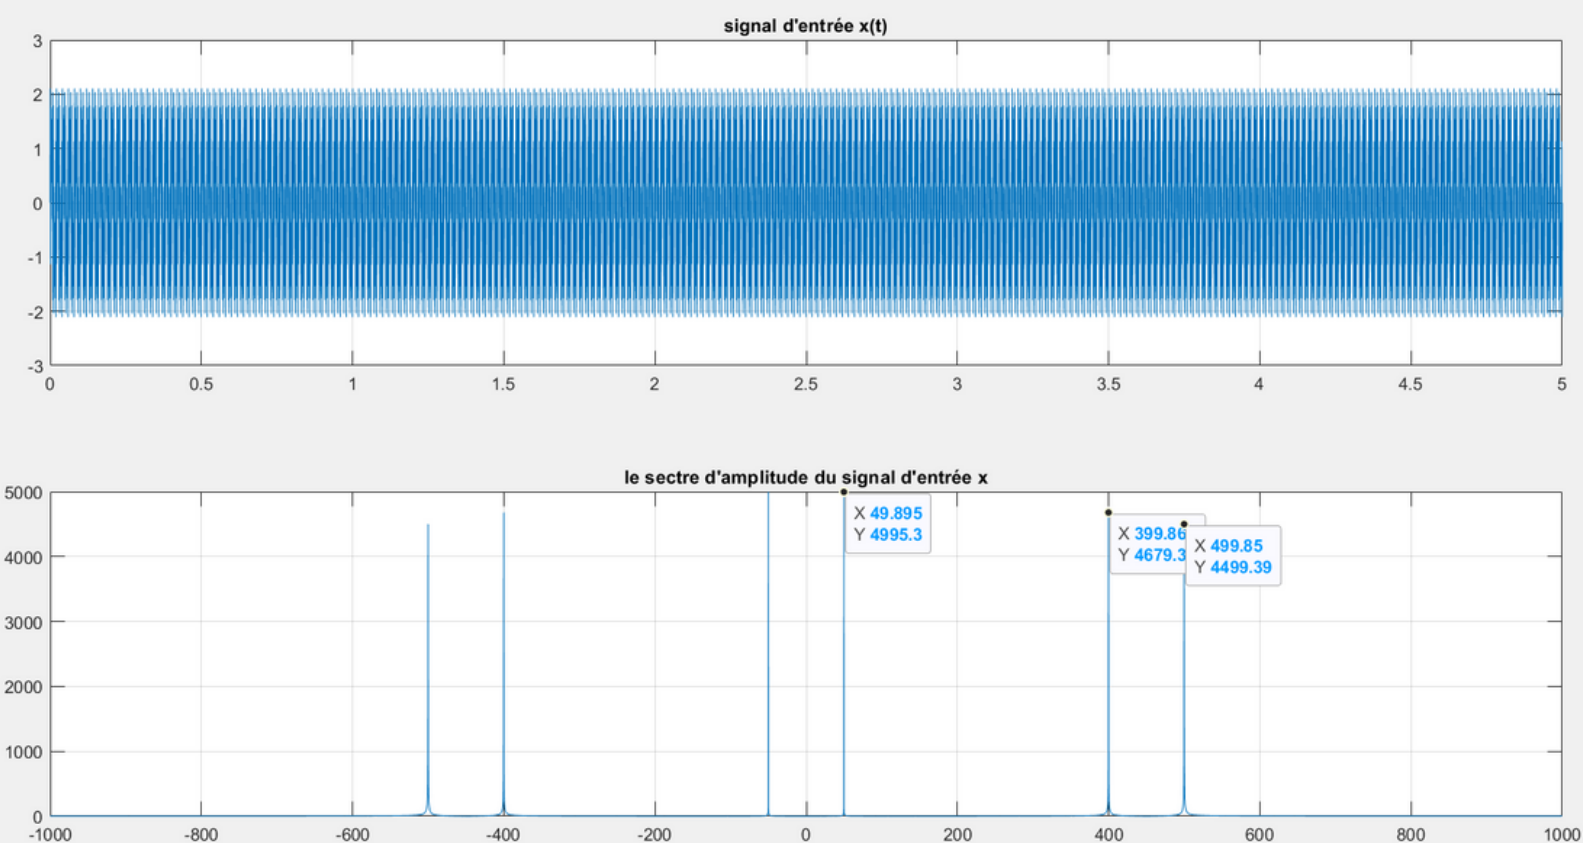 signal d'entrée x(t)
3
2
1
0
-1
-2
-3
0 0.5 1 1.5 2 2.5 3 3.5 4 4.5 5
le sectre d'amplitude du signal d'entrée x
5000
4000
3000
2000
1000
0
X 49.895
Y 4995.3
X 399.86
Y 4679.3
X 499.85
Y 4499.39
-1000 -800 -600 -400 -200 0 200 400 600 800 1000